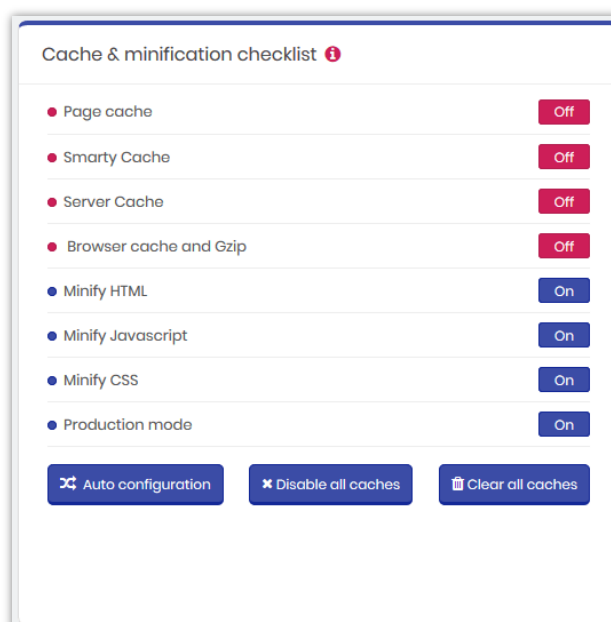 Cache & minification checklist
Page cache Off
Smarty Cache Off
Server Cache Off
Browser cache and Gzip Off
Minify HTML On
Minify Javascript On
Minify CSS On
Production mode On
Auto configuration Disable all caches Clear all caches